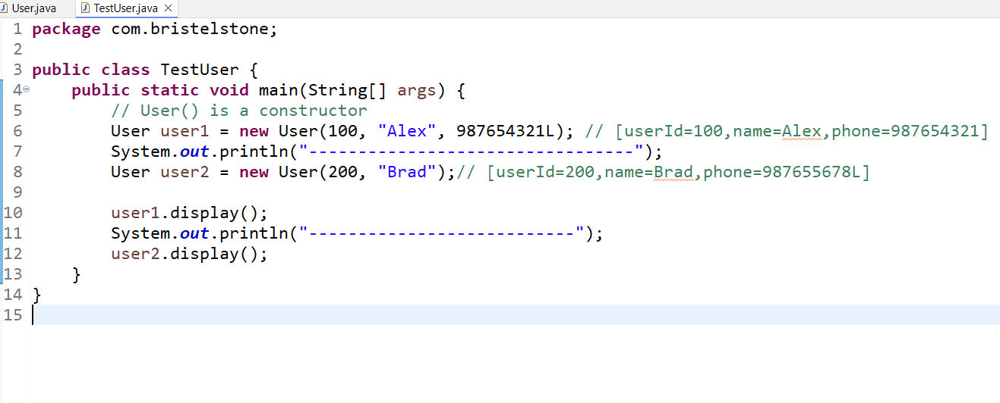 User.java TestUser.java
1 package com.bristelstone;
2
3 public class TestUser {
4 public static void main(String[] args) {
5 // User() is a constructor
6 User user1 = new User(100, "Alex", 987654321L); // [userId=100,name=Alex,phone=987654321]
7 System.out.println("---------------------------------");
8 User user2 = new User(200, "Brad");// [userId=200,name=Brad,phone=987655678L]
9
10 user1.display();
11 System.out.println("---------------------------");
12 user2.display();
13 }
14 }
15